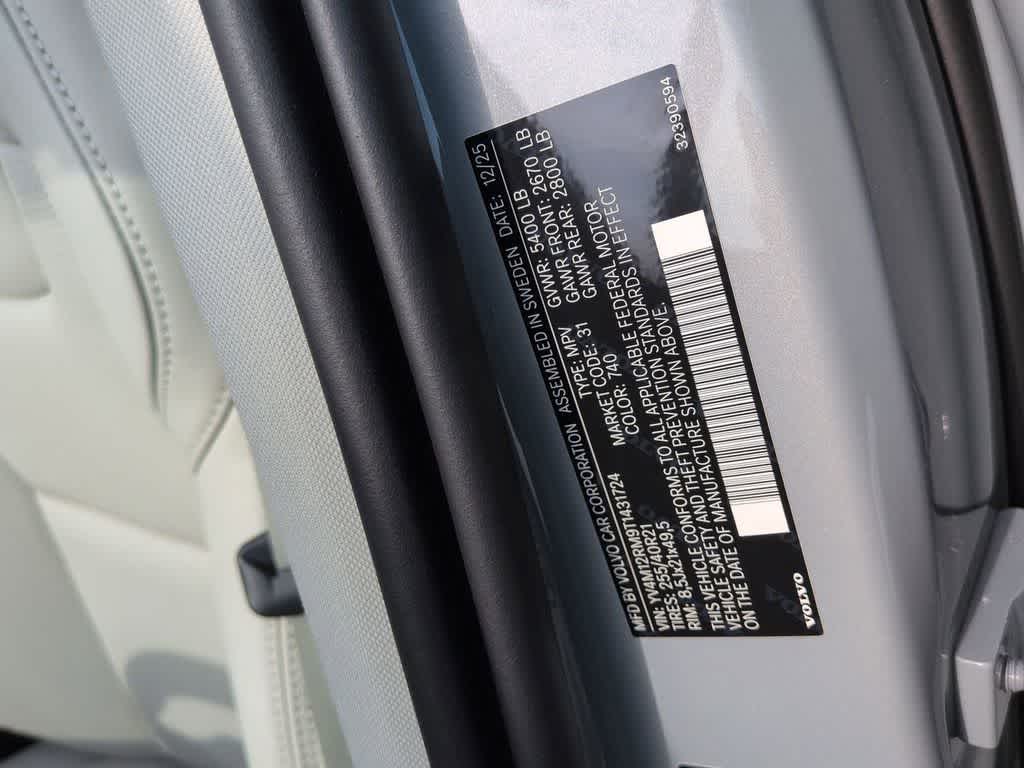 MFD BY VOLVO CAR CORPORATION ASSEMBLED IN SWEDEN DATE: 12/25
VIN: YV4M12RM9T1431724 TYPE: MPV GVWR: 5400 LB
TIRES: 255/40R21 MARKET CODE: 31 GAWR FRONT: 2670 LB
RIM: 8,5Jx21x49,5 COLOR: 740 GAWR REAR: 2800 LB
THIS VEHICLE CONFORMS TO ALL APPLICABLE FEDERAL MOTOR
VEHICLE SAFETY AND THEFT PREVENTION STANDARDS IN EFFECT
ON THE DATE OF MANUFACTURE SHOWN ABOVE.
VOLVO
32390594